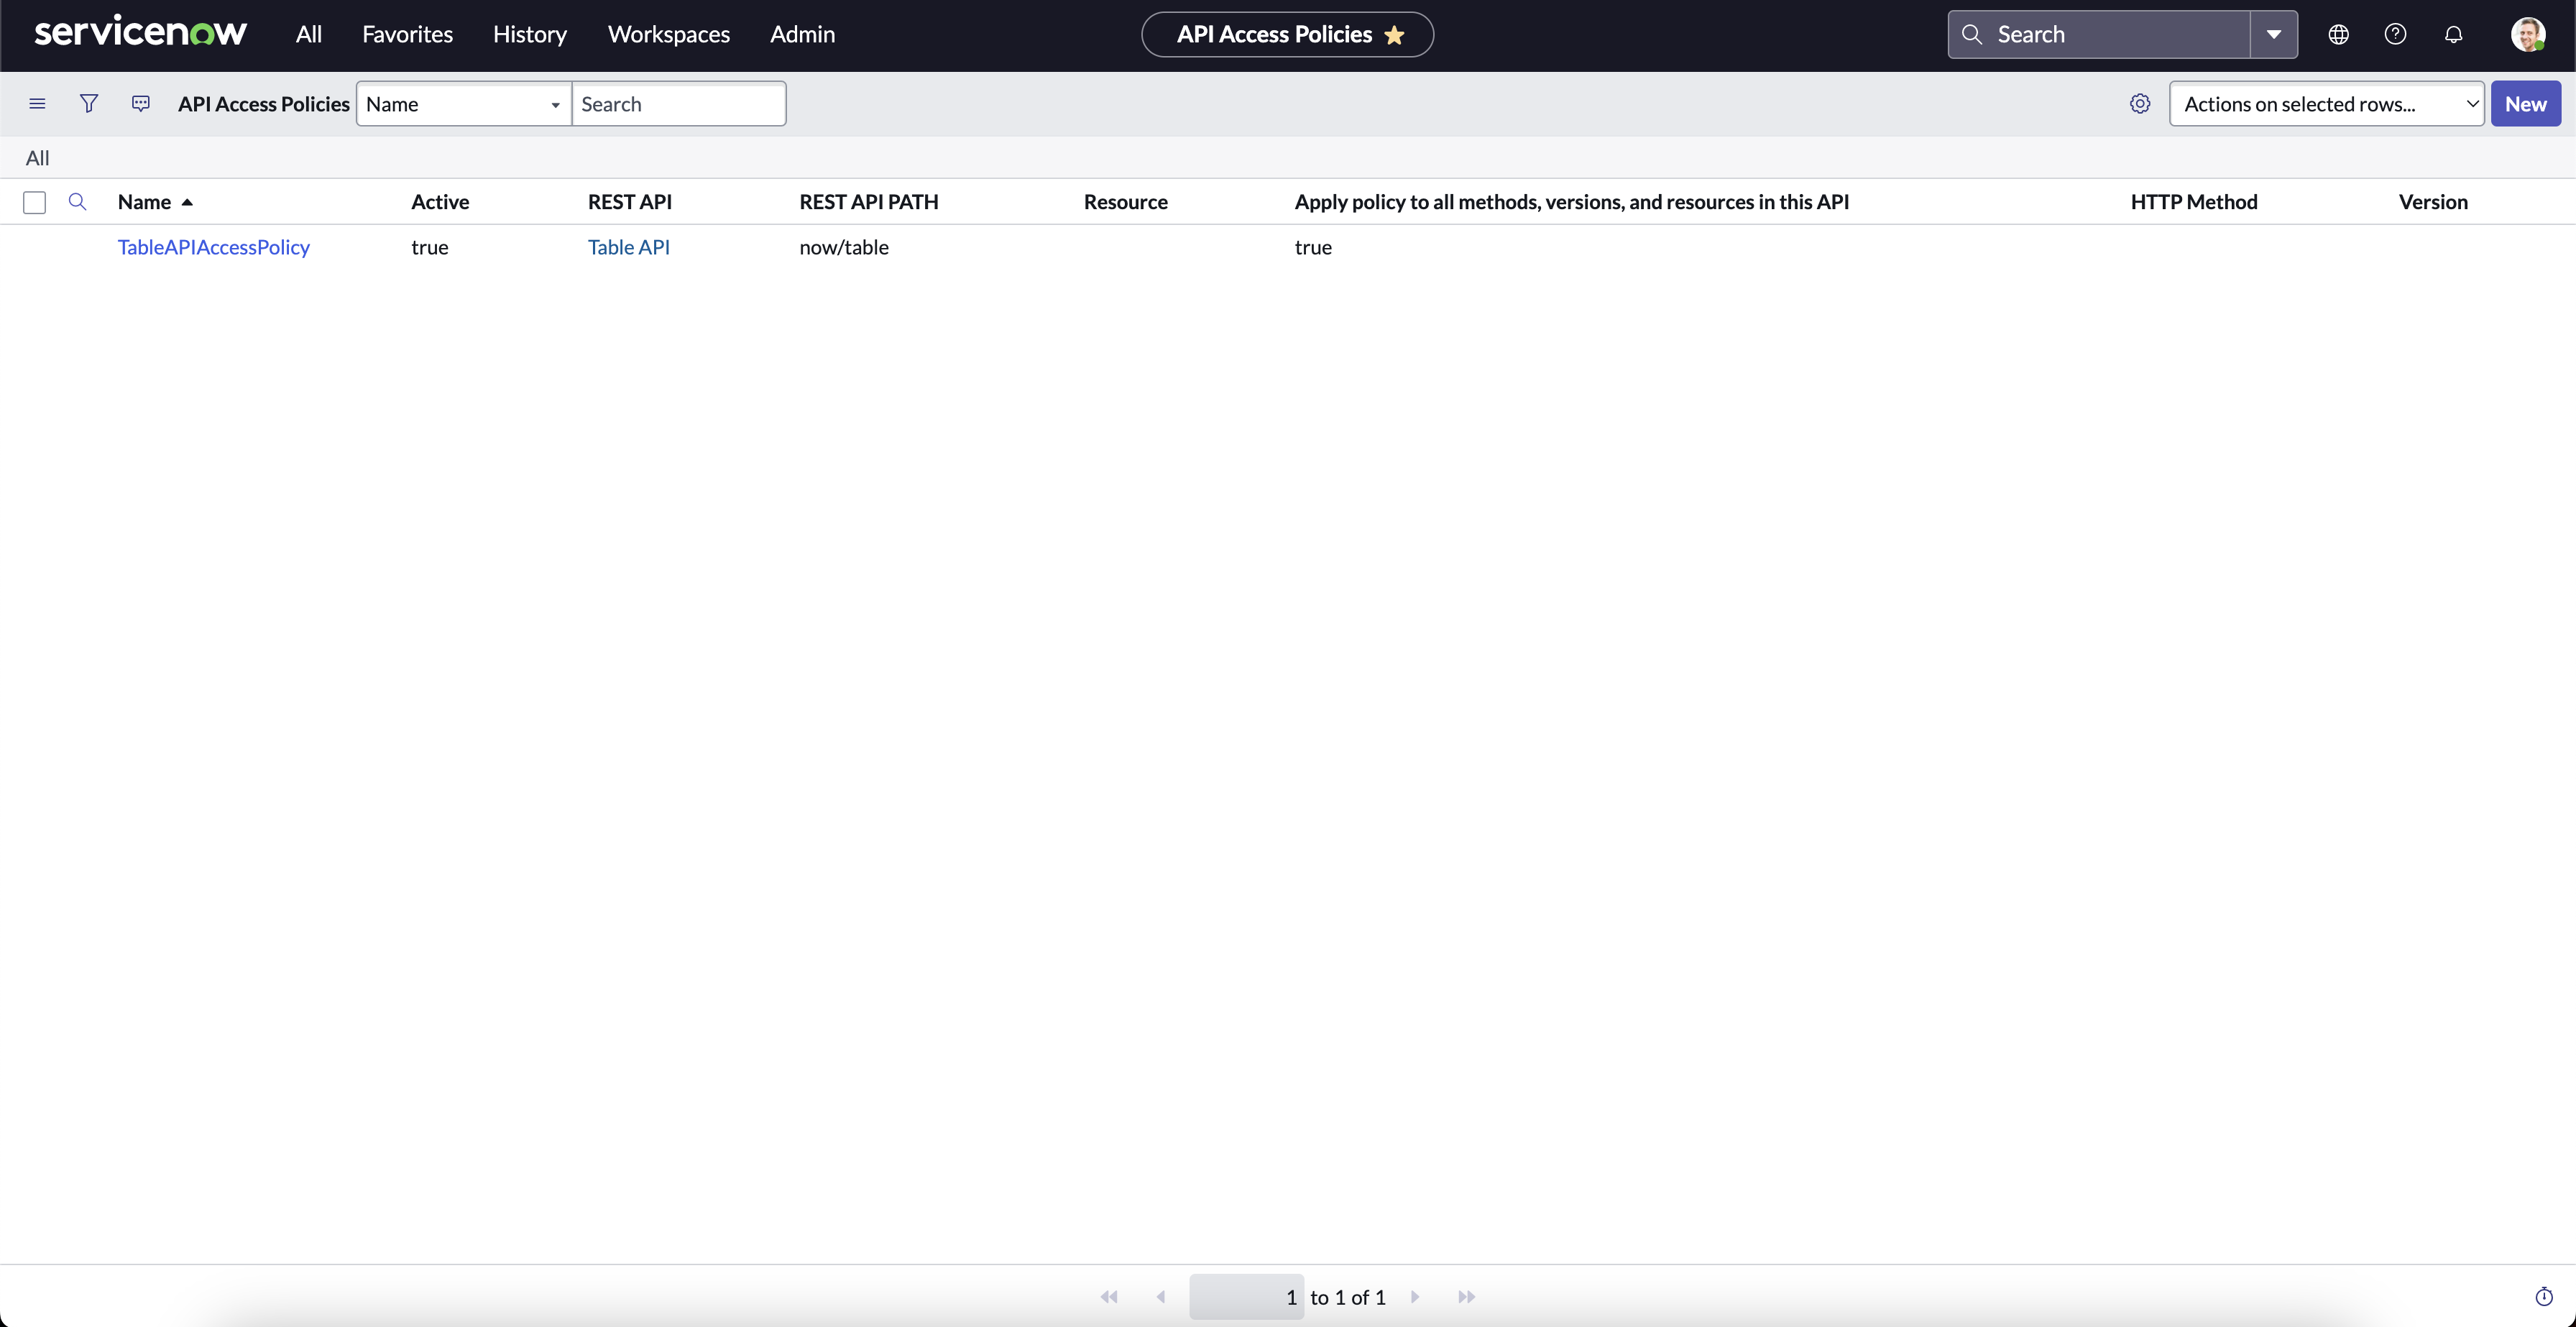 servicenow All Favorites History Workspaces Admin API Access Policies Search
API Access Policies Name Search Actions on selected rows... New
All
Name Active REST API REST API PATH Resource Apply policy to all methods, versions, and resources in this API HTTP Method Version
TableAPIAccessPolicy true Table API now/table true
1 to 1 of 1